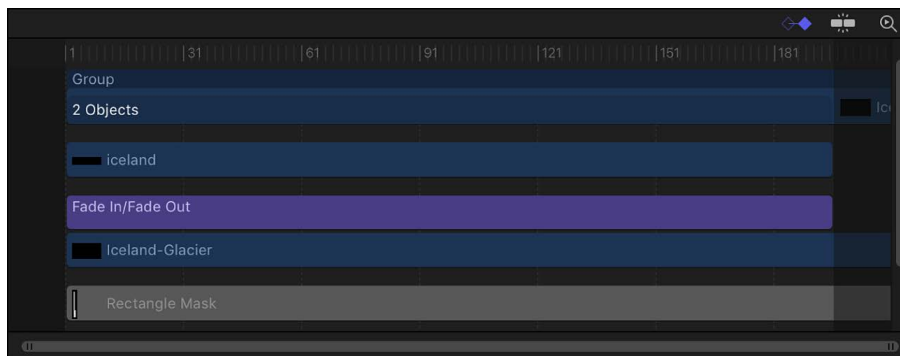 1 31 61 91 121 151 181
Group
2 Objects
iceland
Fade In/Fade Out
Iceland-Glacier
Rectangle Mask